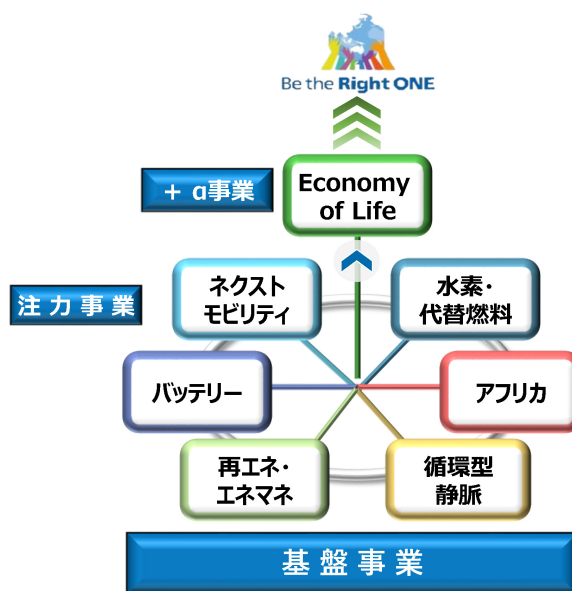 Be the Right ONE
+ α事業
Economy
of Life
注力事業
ネクスト
モビリティ
水素・
代替燃料
バッテリー
アフリカ
再エネ・
エネマネ
循環型
静脈
基盤事業